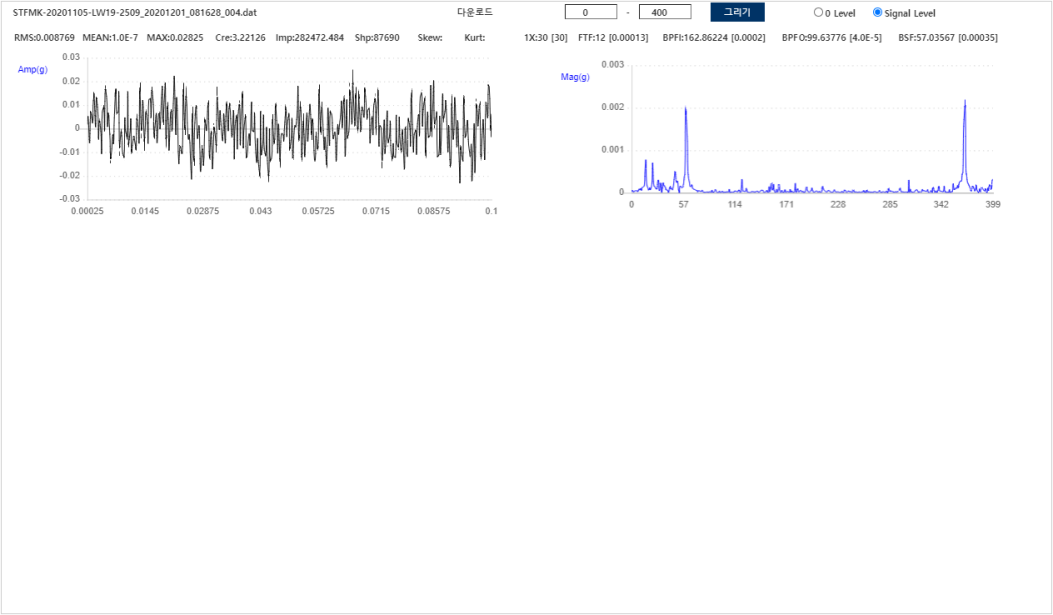 STFMK-20201105-LW19-2509_20201201_081628_004.dat 다운로드 0 - 400 그리기 0 Level Signal Level
RMS:0.008769 MEAN:1.0E-7 MAX:0.02825 Cre:3.22126 Imp:282472.484 Shp:87690 Skew: Kurt: 1X:30 [30] FTF:12 [0.00013] BPFI:162.86224 [0.0002] BPFO:99.63776 [4.0E-5] BSF:57.03567 [0.00035]
Amp(g)
0.03
0.02
0.01
0
-0.01
-0.02
-0.03
0.00025 0.0145 0.02875 0.043 0.05725 0.0715 0.08575 0.1
Mag(g)
0.003
0.002
0.001
0
0 57 114 171 228 285 342 399